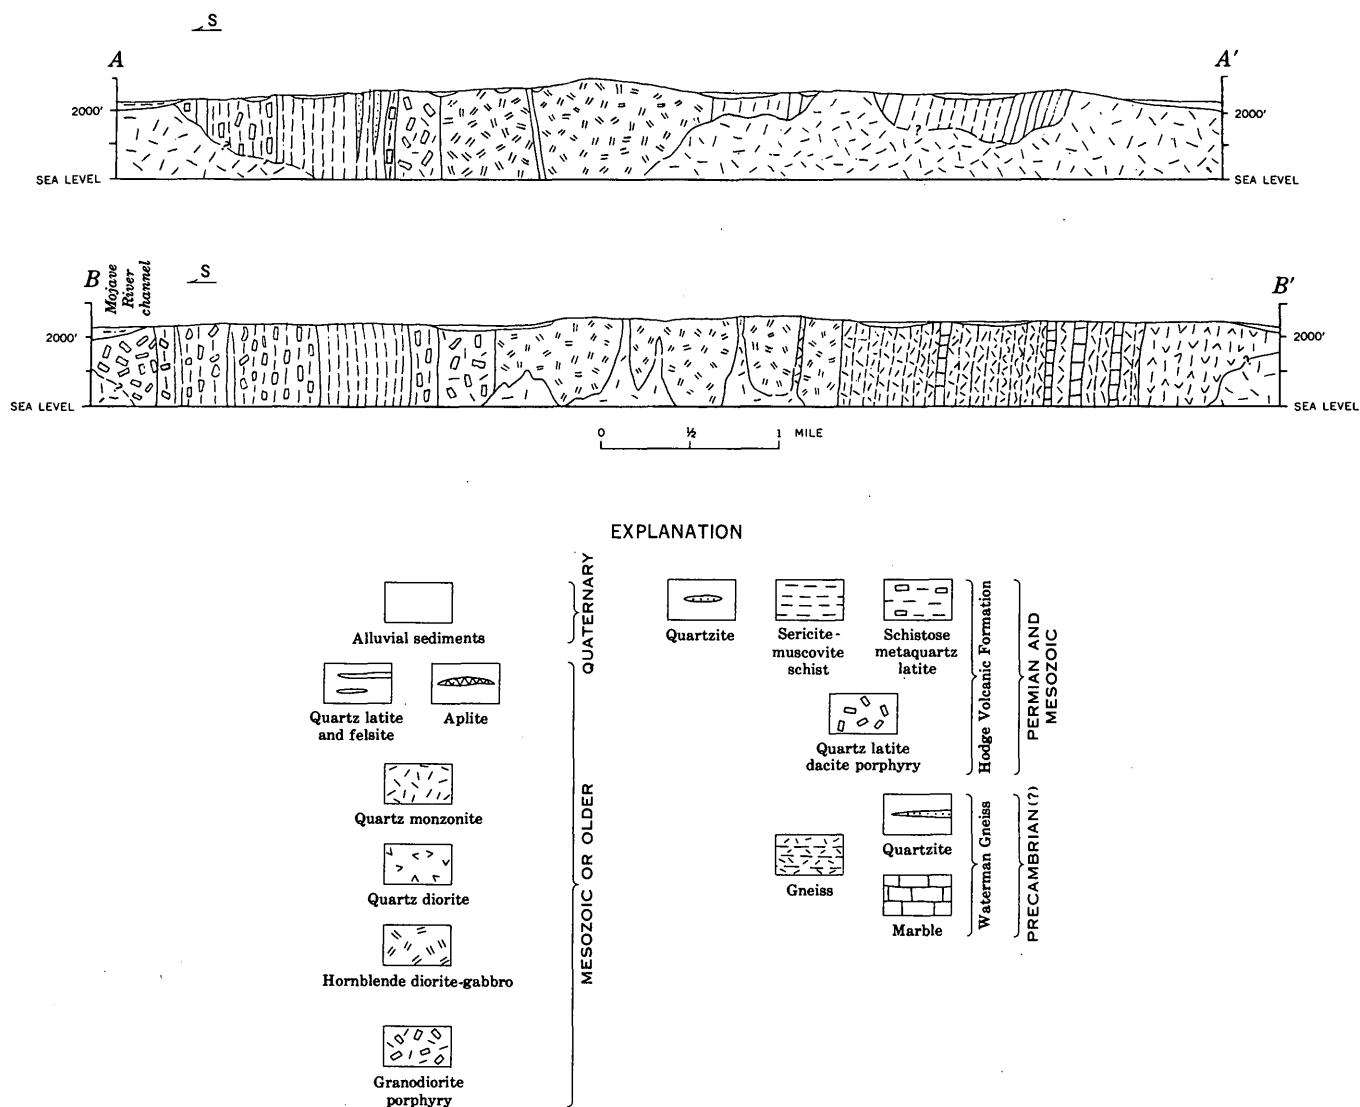 S
A
A′
2000′
2000′
SEA LEVEL
SEA LEVEL
?
B
Mojave
River
channel
S
B′
2000′
2000′
SEA LEVEL
SEA LEVEL
0 ½ 1 MILE
EXPLANATION
Alluvial sediments
QUATERNARY
Quartz latite
and felsite
Aplite
Quartz monzonite
Quartz diorite
Hornblende diorite-gabbro
Granodiorite
porphyry
MESOZOIC OR OLDER
Quartzite
Sericite-
muscovite
schist
Schistose
metaquartz
latite
Quartz latite
dacite porphyry
Hodge Volcanic Formation
PERMIAN AND
MESOZOIC
Gneiss
Quartzite
Marble
Waterman Gneiss
PRECAMBRIAN(?)